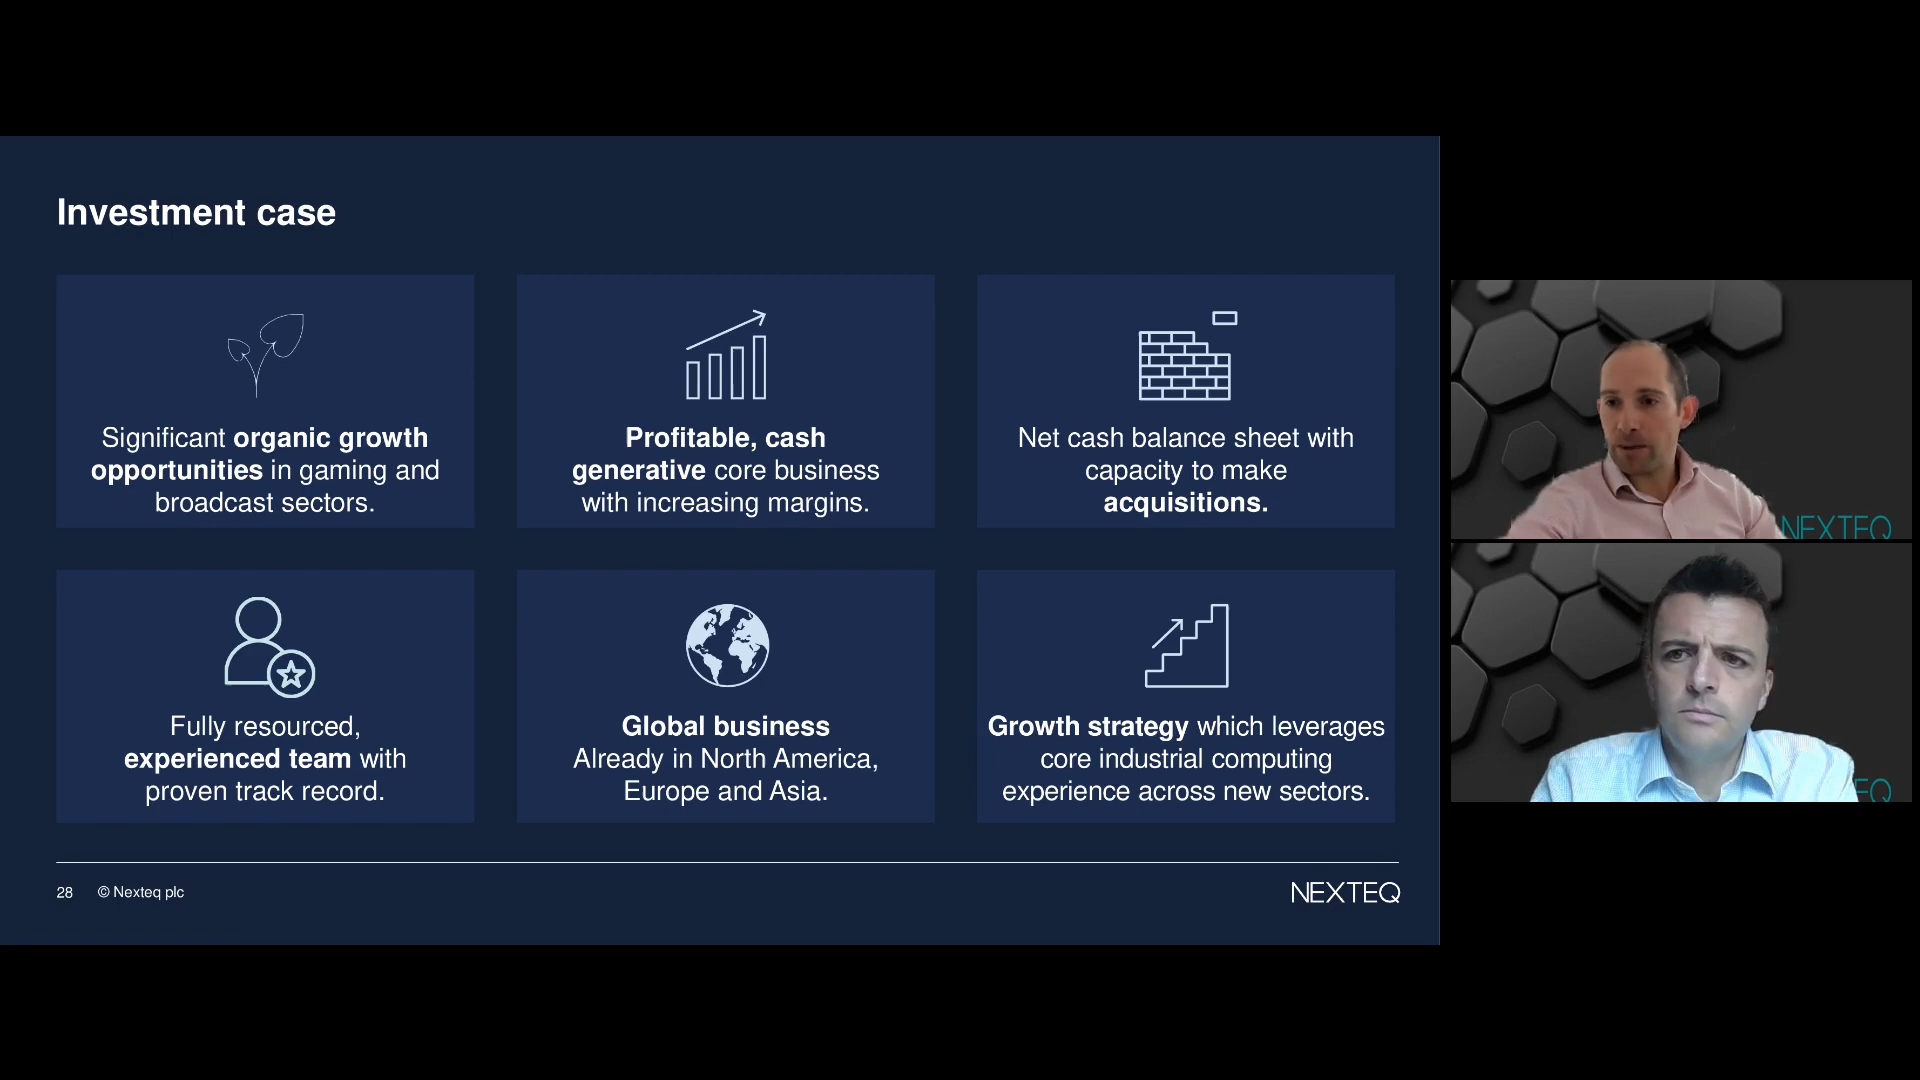 Investment case
Significant organic growth
opportunities in gaming and
broadcast sectors.
Profitable, cash
generative core business
with increasing margins.
Net cash balance sheet with
capacity to make
acquisitions.
Fully resourced,
experienced team with
proven track record.
Global business
Already in North America,
Europe and Asia.
Growth strategy which leverages
core industrial computing
experience across new sectors.
28 © Nexteq plc
NEXTEQ
NEXTEQ
EQ